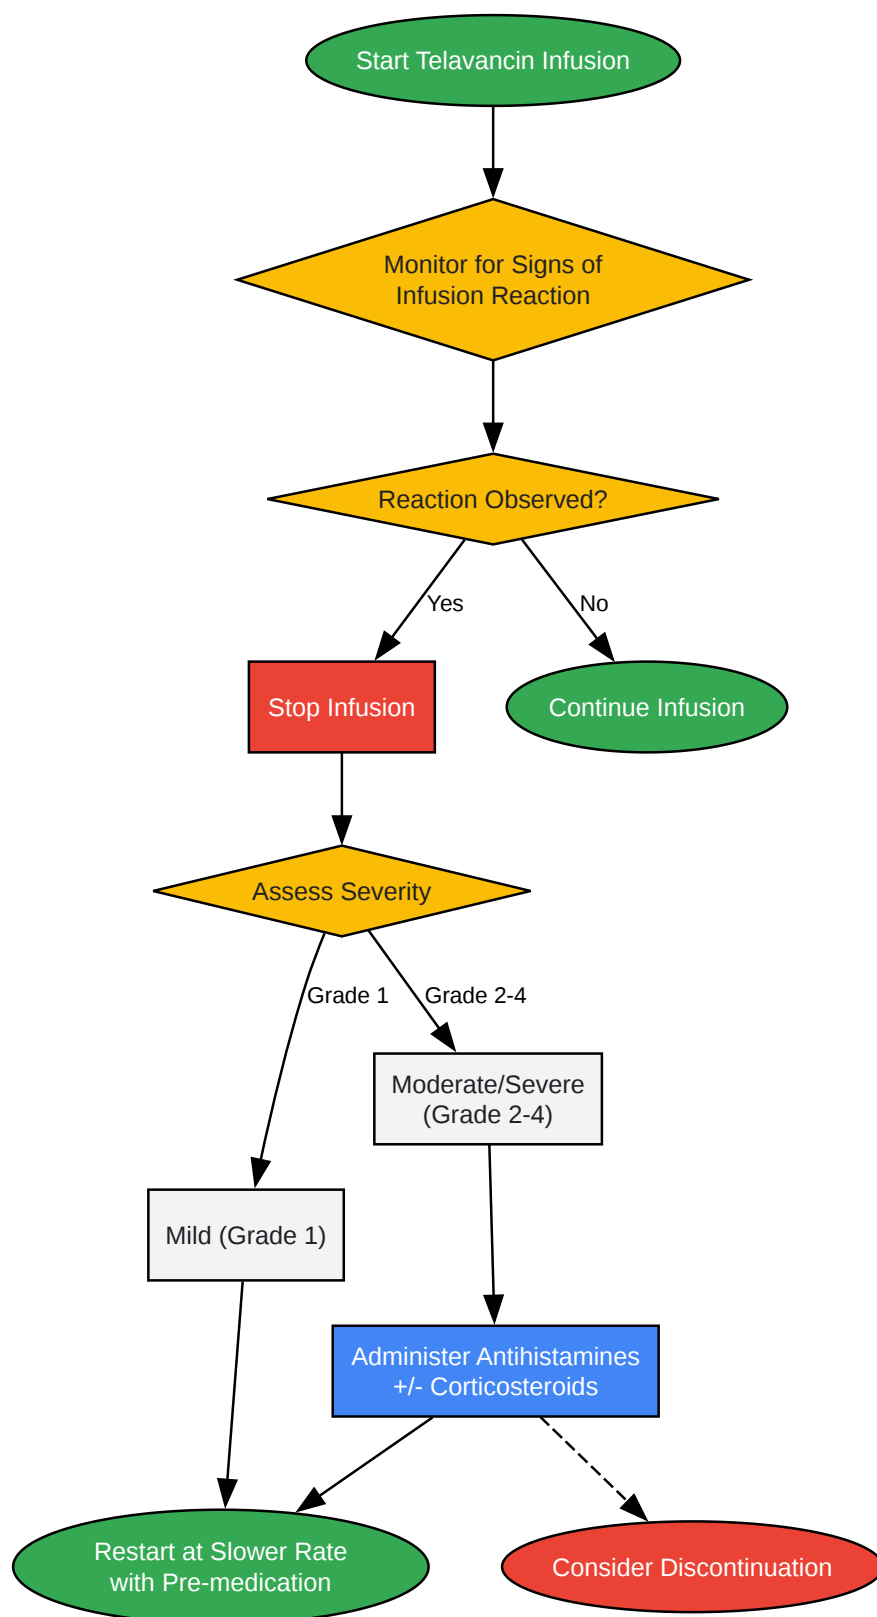 Start Telavancin Infusion
Monitor for Signs of
Infusion Reaction
Reaction Observed?
Yes
No
Stop Infusion
Continue Infusion
Assess Severity
Grade 1
Grade 2-4
Moderate/Severe
(Grade 2-4)
Mild (Grade 1)
Administer Antihistamines
+/- Corticosteroids
Restart at Slower Rate
with Pre-medication
Consider Discontinuation